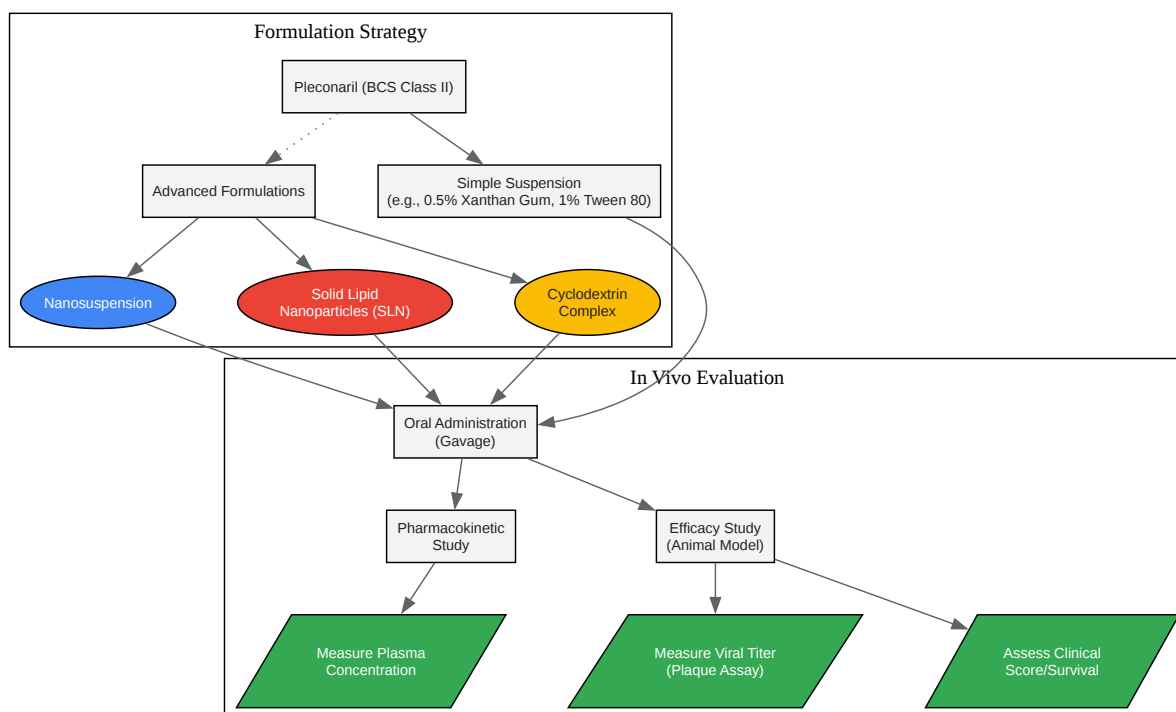 Formulation Strategy
Pleconaril (BCS Class II)
Advanced Formulations
Simple Suspension
(e.g., 0.5% Xanthan Gum, 1% Tween 80)
Nanosuspension
Solid Lipid
Nanoparticles (SLN)
Cyclodextrin
Complex
In Vivo Evaluation
Oral Administration
(Gavage)
Pharmacokinetic
Study
Efficacy Study
(Animal Model)
Measure Plasma
Concentration
Measure Viral Titer
(Plaque Assay)
Assess Clinical
Score/Survival